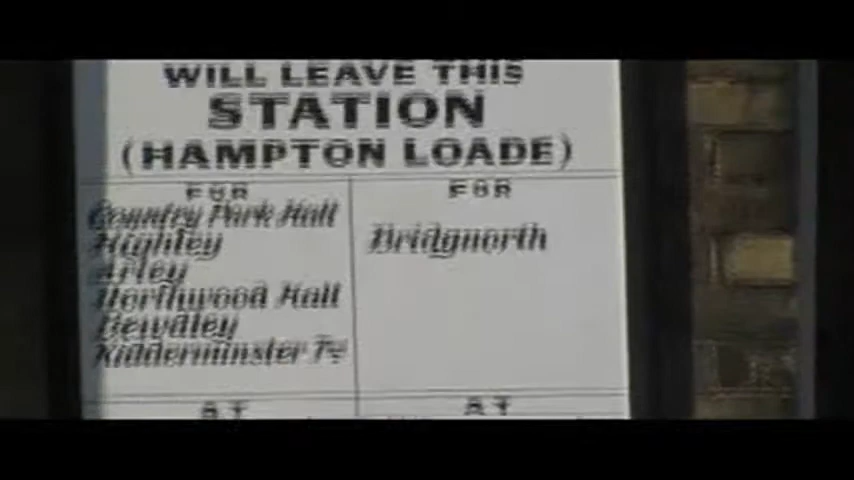 WILL LEAVE THIS
STATION
(HAMPTON LOADE)
FOR
Country Park Halt
Highley
Arley
Northwood Halt
Bewdley
Kidderminster
FOR
Bridgnorth
AT
AT